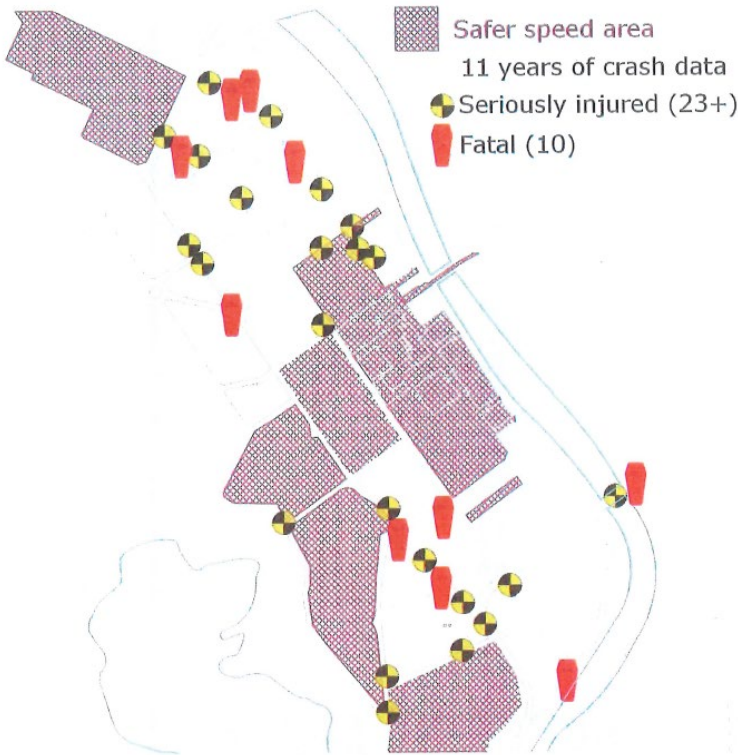 Safer speed area
11 years of crash data
Seriously injured (23+)
Fatal (10)